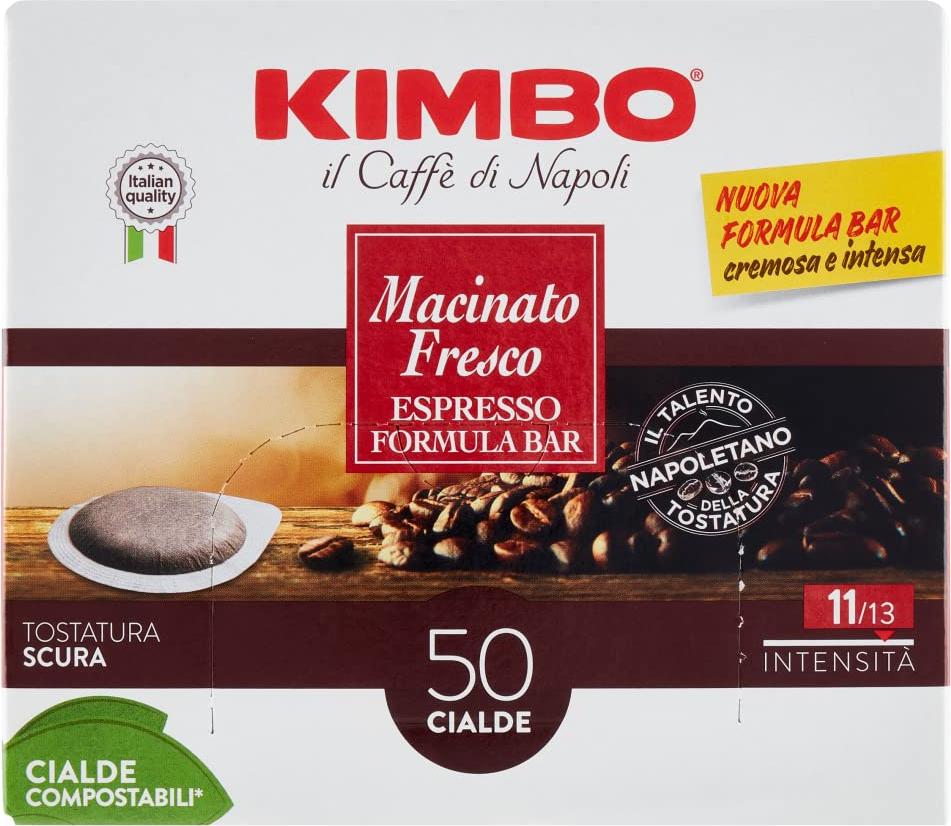 KIMBO®
il Caffè di Napoli
Italian
quality
NUOVA
FORMULA BAR
cremosa e intensa
Macinato
Fresco
ESPRESSO
FORMULA BAR
IL TALENTO
NAPOLETANO
DELLA
TOSTATURA
11/13
INTENSITÀ
TOSTATURA
SCURA
50
CIALDE
CIALDE
COMPOSTABILI*